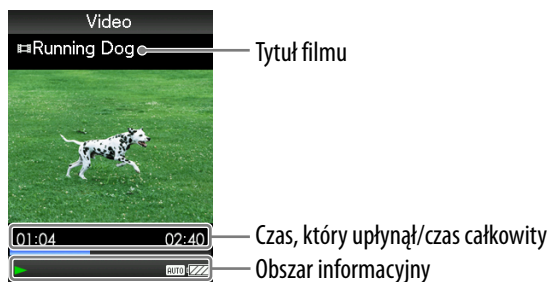 Video
Running Dog
Tytuł filmu
01:04 02:40
Czas, który upłynął/czas całkowity
AUTO
Obszar informacyjny